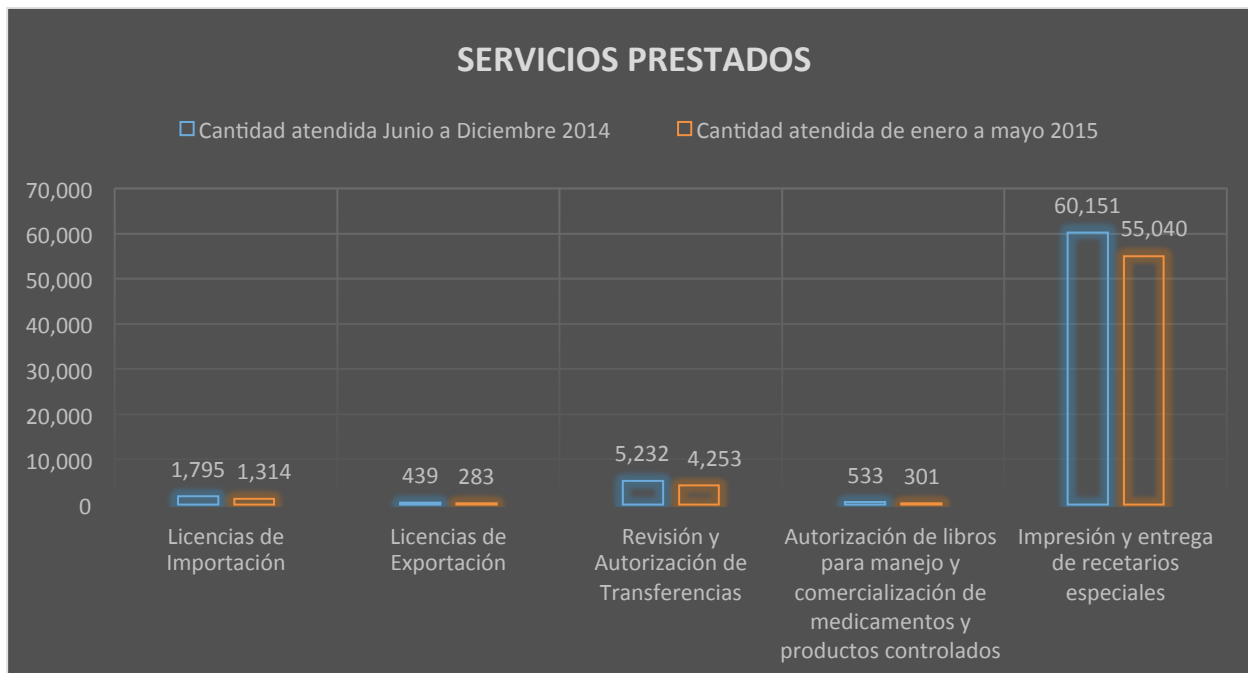 SERVICIOS PRESTADOS
Cantidad atendida Junio a Diciembre 2014
Cantidad atendida de enero a mayo 2015
70,000
60,000
50,000
40,000
30,000
20,000
10,000
0
1,795
1,314
439
283
5,232
4,253
533
301
60,151
55,040
Licencias de
Importación
Licencias de
Exportación
Revisión y
Autorización de
Transferencias
Autorización de libros
para manejo y
comercialización de
medicamentos y
productos controlados
Impresión y entrega
de recetarios
especiales